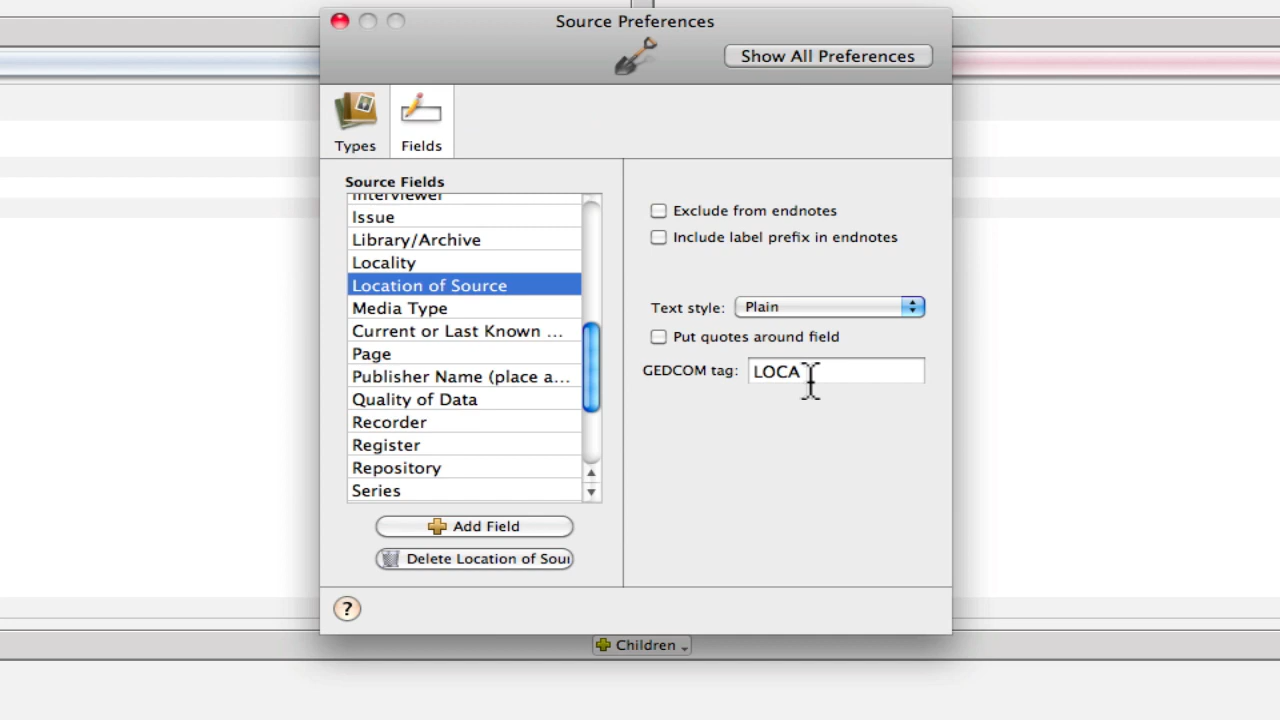 Source Preferences
Show All Preferences
Types
Fields
Source Fields
Interviewer
Issue
Library/Archive
Locality
Location of Source
Media Type
Current or Last Known ...
Page
Publisher Name (place a...
Quality of Data
Recorder
Register
Repository
Series
Add Field
Delete Location of Sour
Exclude from endnotes
Include label prefix in endnotes
Text style: Plain
Put quotes around field
GEDCOM tag: LOCA
?
Children